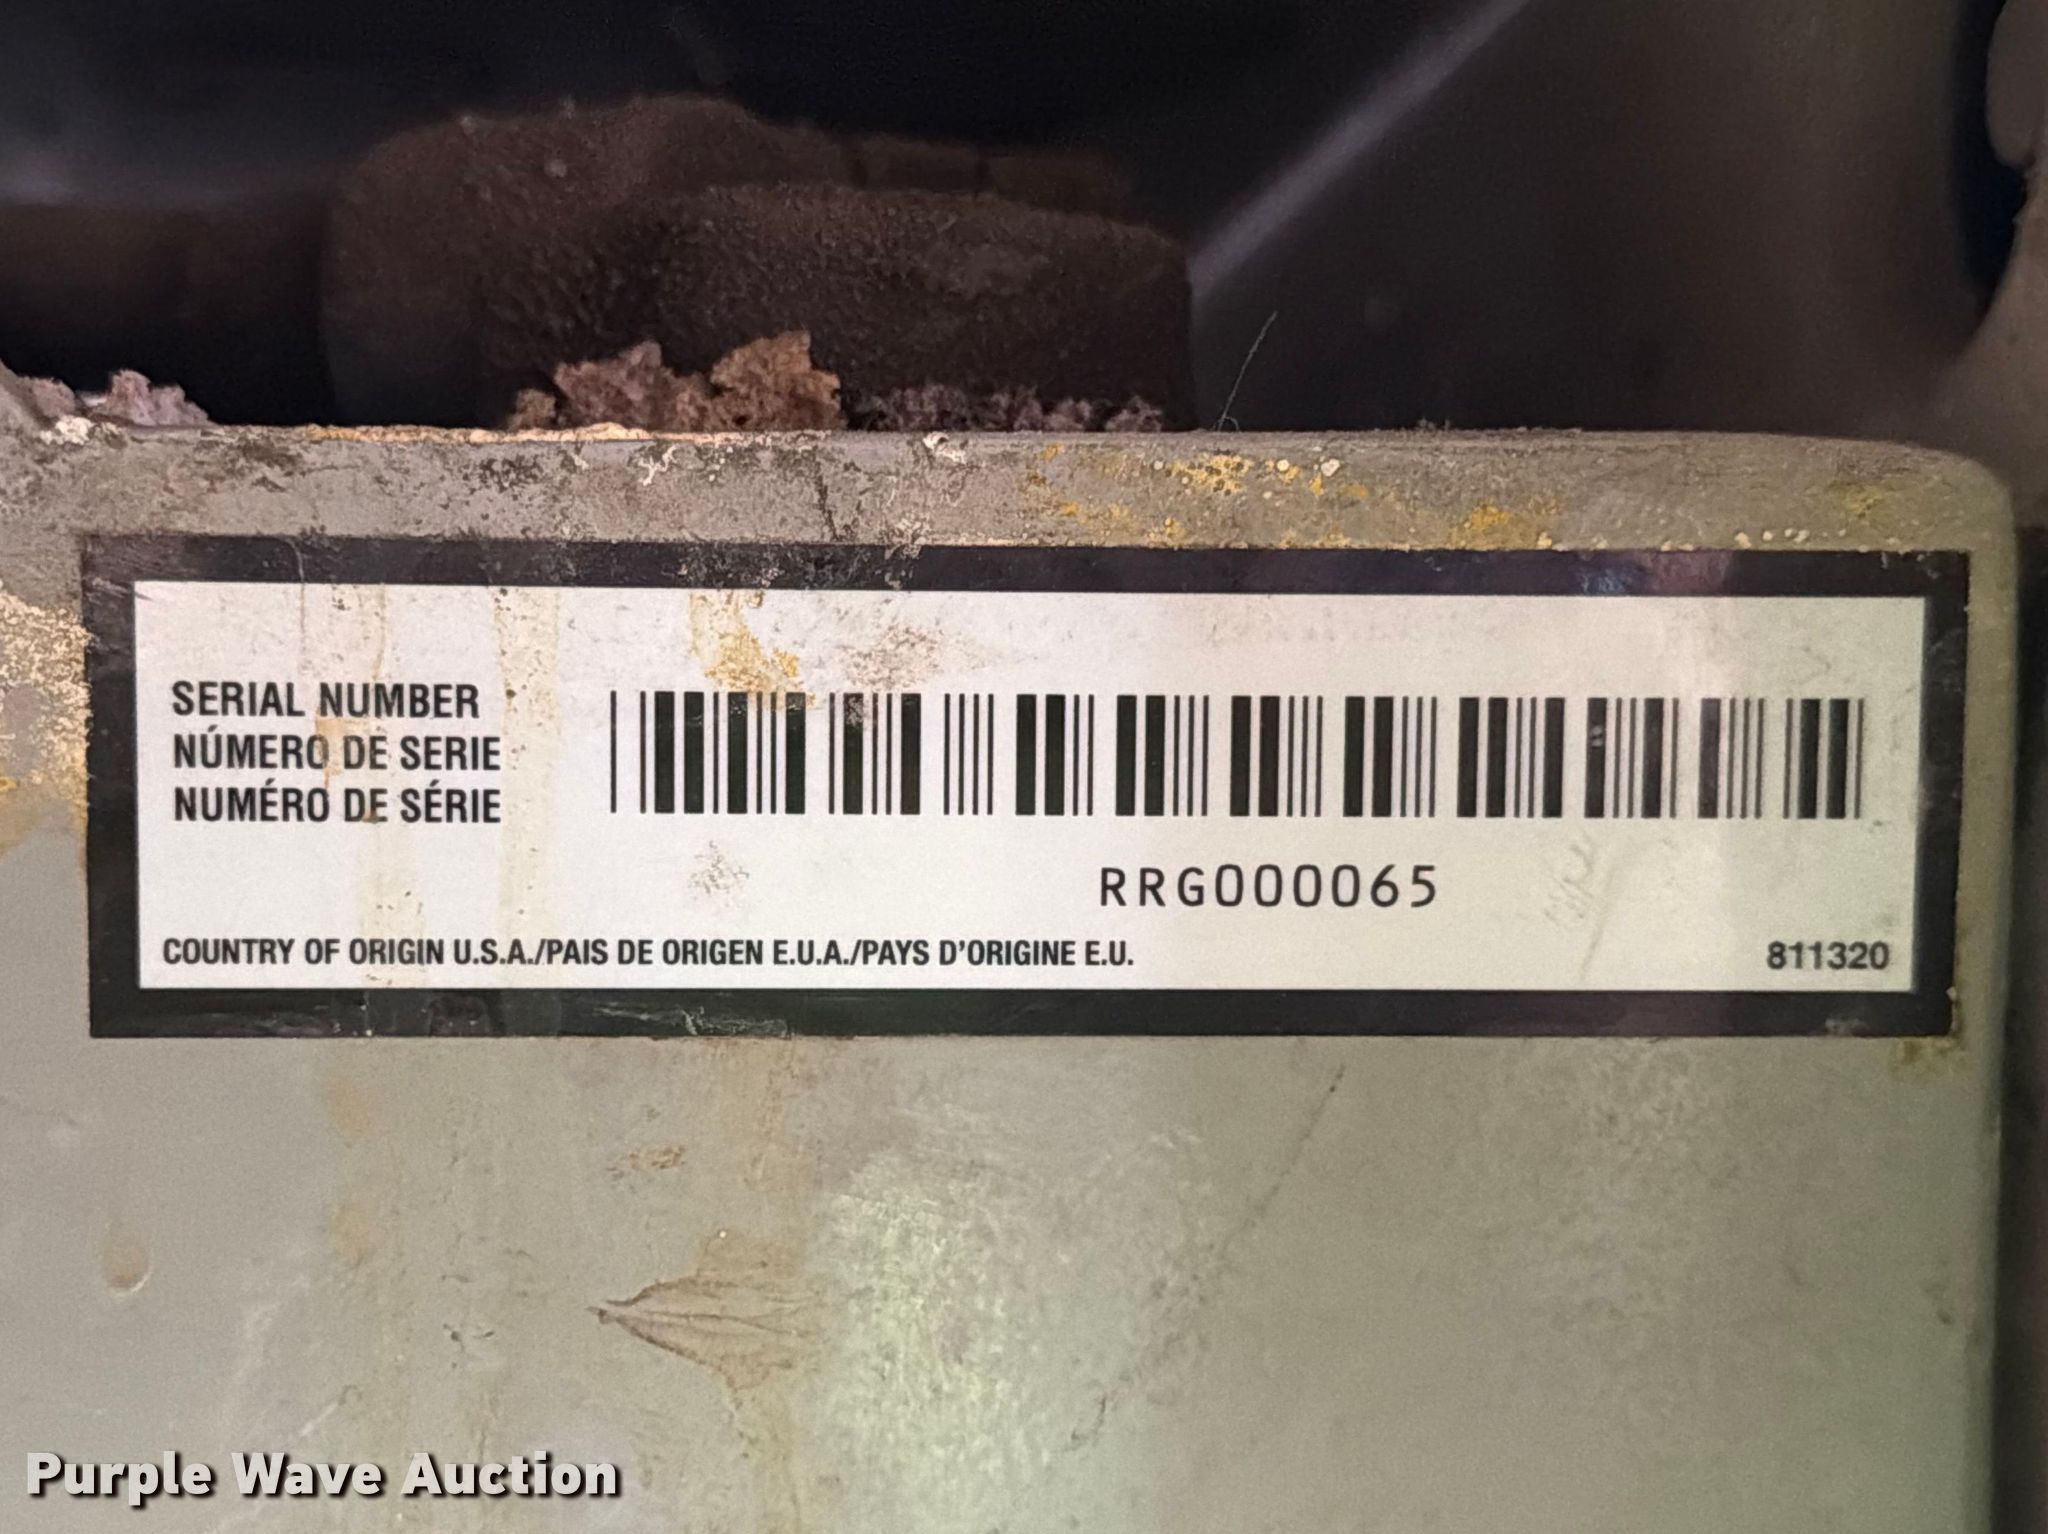 SERIAL NUMBER
NÚMERO DE SERIE
NUMÉRO DE SÉRIE
RRG000065
COUNTRY OF ORIGIN U.S.A./PAIS DE ORIGEN E.U.A./PAYS D'ORIGINE E.U.
811320
Purple Wave Auction